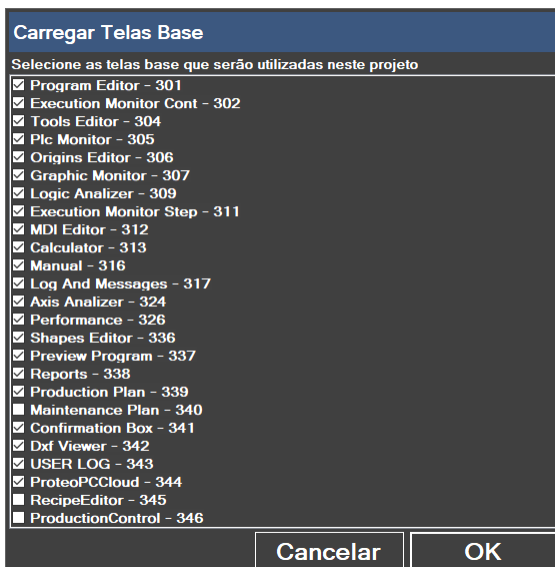 Carregar Telas Base
Selecione as telas base que serão utilizadas neste projeto
Program Editor - 301
Execution Monitor Cont - 302
Tools Editor - 304
Plc Monitor - 305
Origins Editor - 306
Graphic Monitor - 307
Logic Analizer - 309
Execution Monitor Step - 311
MDI Editor - 312
Calculator - 313
Manual - 316
Log And Messages - 317
Axis Analizer - 324
Performance - 326
Shapes Editor - 336
Preview Program - 337
Reports - 338
Production Plan - 339
Maintenance Plan - 340
Confirmation Box - 341
Dxf Viewer - 342
USER LOG - 343
ProteoPCCloud - 344
RecipeEditor - 345
ProductionControl - 346
Cancelar OK